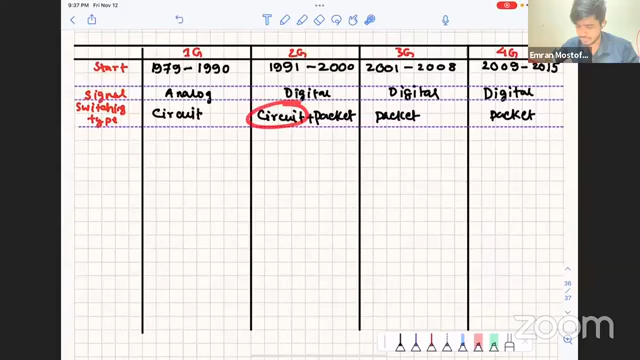 9:37 PM Fri Nov 12
Emran Mostof...
1G 2G 3G 4G
Start 1979-1990 1991-2000 2001-2008 2009-2015
Signal Analog Digital Digital Digital
Switching type Circuit Circuit+packet packet packet
36
/
37
zoom